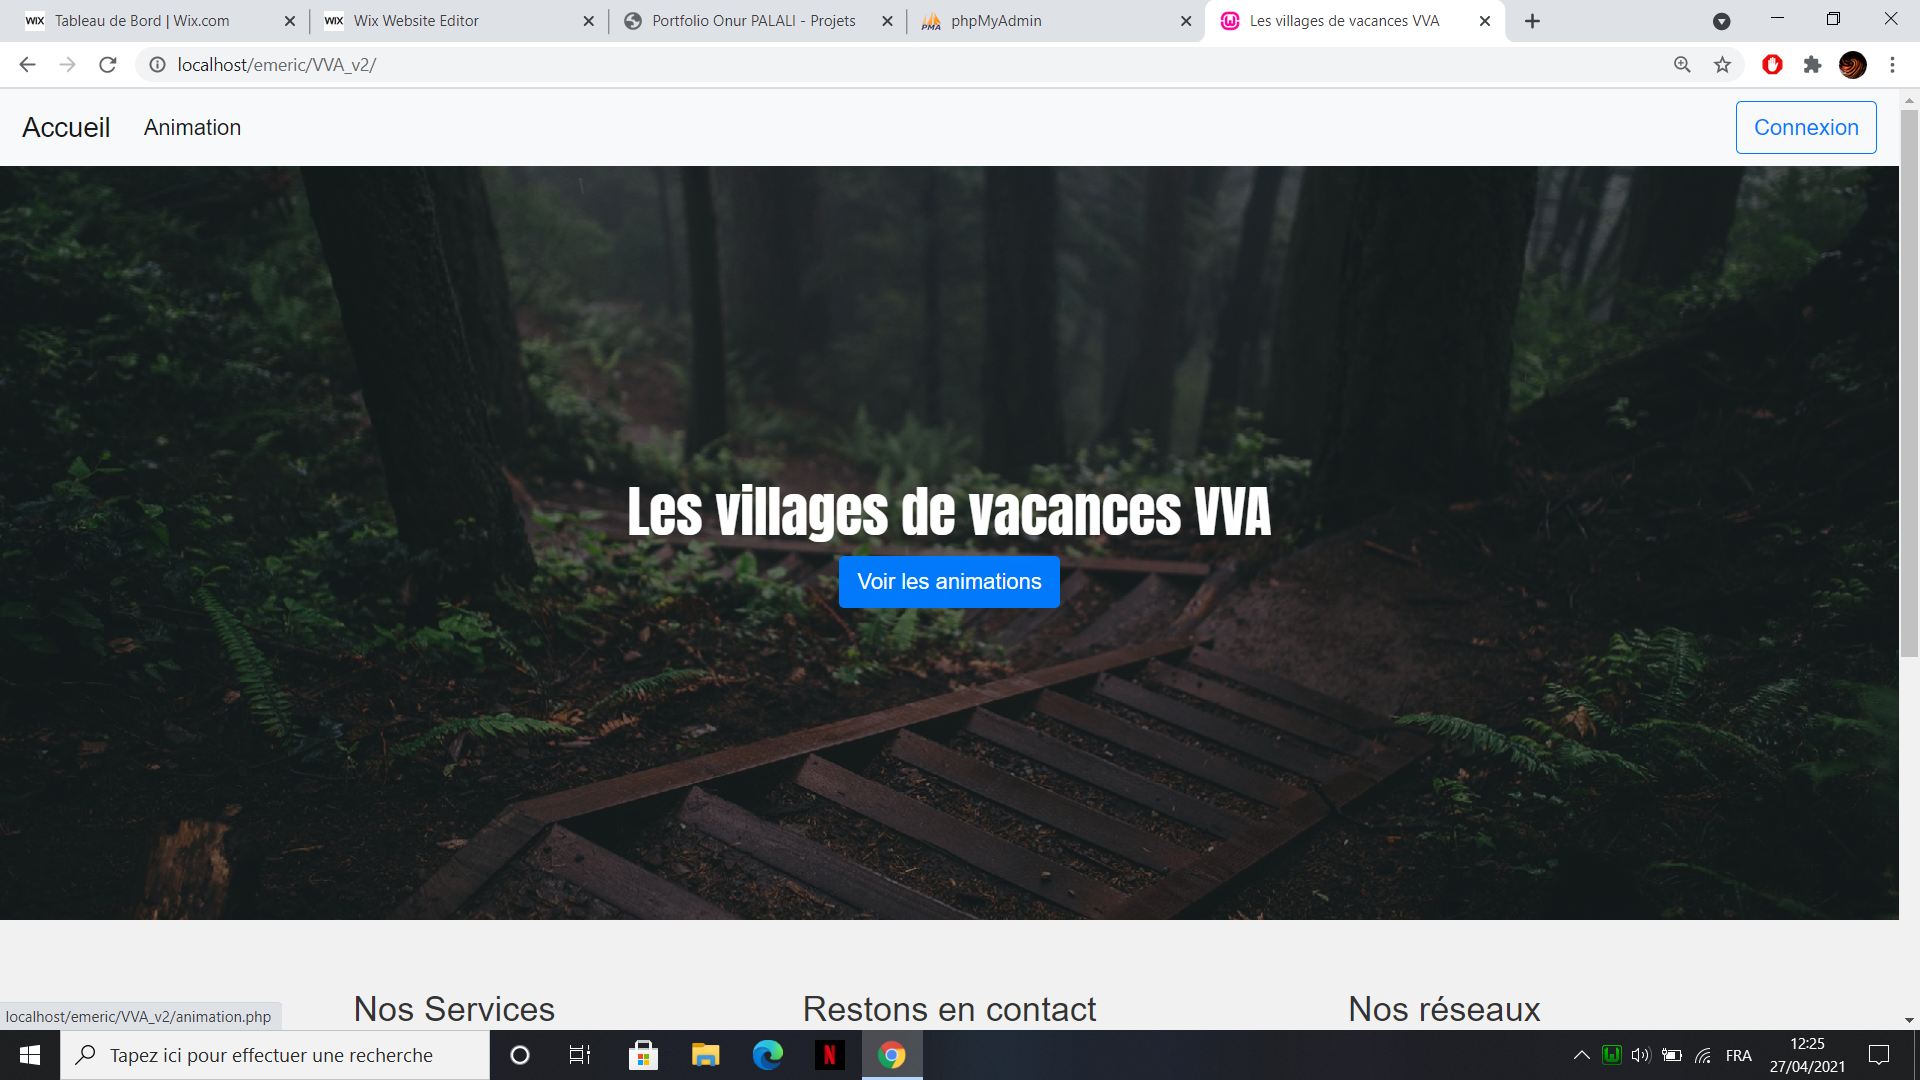 WIX Tableau de Bord | Wix.com
WIX Wix Website Editor
Portfolio Onur PALALI - Projets
PMA phpMyAdmin
Les villages de vacances VVA
localhost/emeric/VVA_v2/
Accueil
Animation
Connexion
Les villages de vacances VVA
Voir les animations
Nos Services
Restons en contact
Nos réseaux
localhost/emeric/VVA_v2/animation.php
Tapez ici pour effectuer une recherche
N
FRA
12:25
27/04/2021